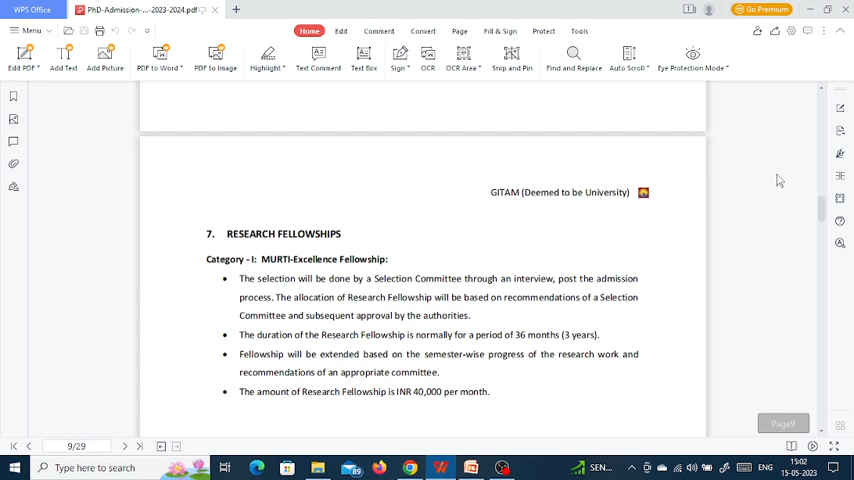 WPS Office
PhD-Admission-...-2023-2024.pdf
Go Premium
Menu
Home
Edit
Comment
Convert
Page
Fill & Sign
Protect
Tools
Edit PDF
Add Text
Add Picture
PDF to Word
PDF to Image
Highlight
Text Comment
Text Box
Sign
OCR
OCR Area
Snip and Pin
Find and Replace
Auto Scroll
Eye Protection Mode
GITAM (Deemed to be University)
7. RESEARCH FELLOWSHIPS
Category - I: MURTI-Excellence Fellowship:
• The selection will be done by a Selection Committee through an interview, post the admission
process. The allocation of Research Fellowship will be based on recommendations of a Selection
Committee and subsequent approval by the authorities.
• The duration of the Research Fellowship is normally for a period of 36 months (3 years).
• Fellowship will be extended based on the semester-wise progress of the research work and
recommendations of an appropriate committee.
• The amount of Research Fellowship is INR 40,000 per month.
Page9
9/29
Type here to search
89
SEN...
ENG
15:02
15-05-2023